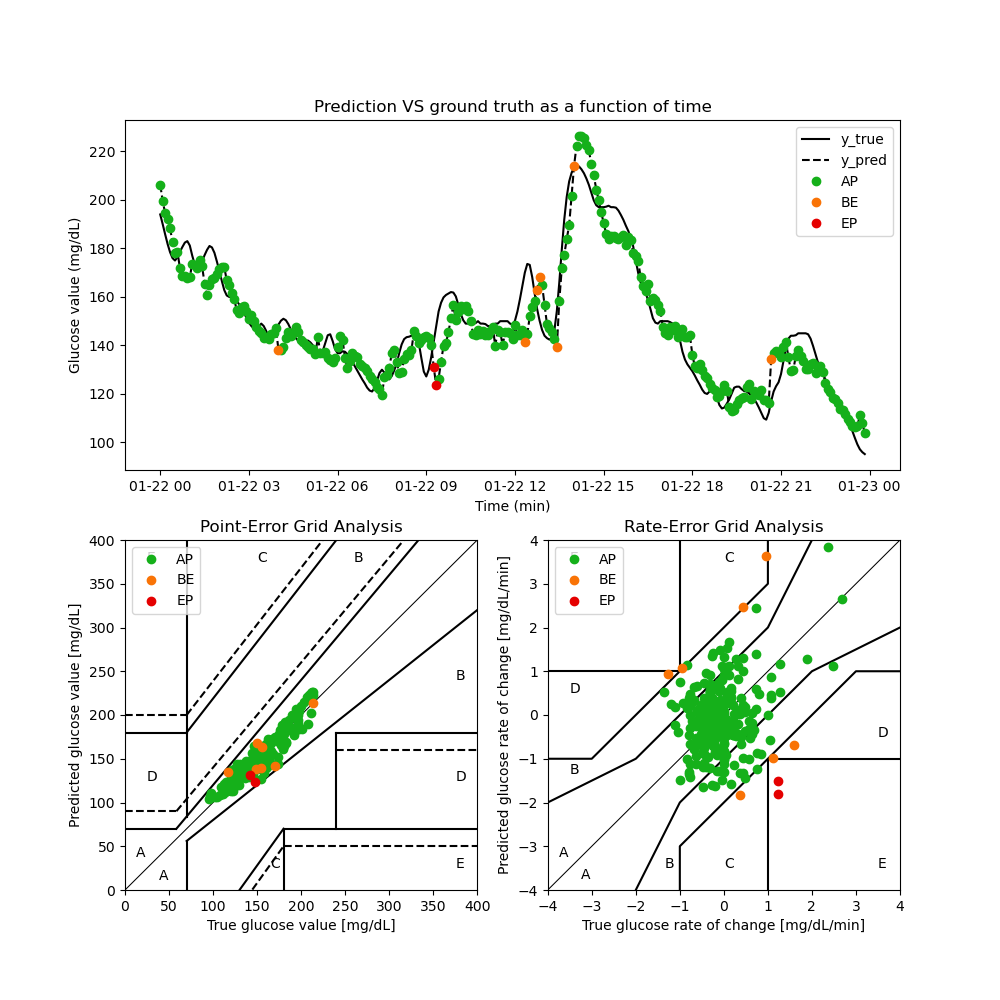 Prediction VS ground truth as a function of time
Glucose value (mg/dL)
220
200
180
160
140
120
100
y_true
y_pred
AP
BE
EP
01-22 00 01-22 03 01-22 06 01-22 09 01-22 12 01-22 15 01-22 18 01-22 21 01-23 00
Time (min)
Point-Error Grid Analysis
Predicted glucose value [mg/dL]
400
350
300
250
200
150
100
50
0
AP
BE
EP
C
B
B
D
D
A
A
C
E
0 50 100 150 200 250 300 350 400
True glucose value [mg/dL]
Rate-Error Grid Analysis
Predicted glucose rate of change [mg/dL/min]
4
3
2
1
0
−1
−2
−3
−4
AP
BE
EP
C
D
D
B
A
A
B
C
E
−4 −3 −2 −1 0 1 2 3 4
True glucose rate of change [mg/dL/min]